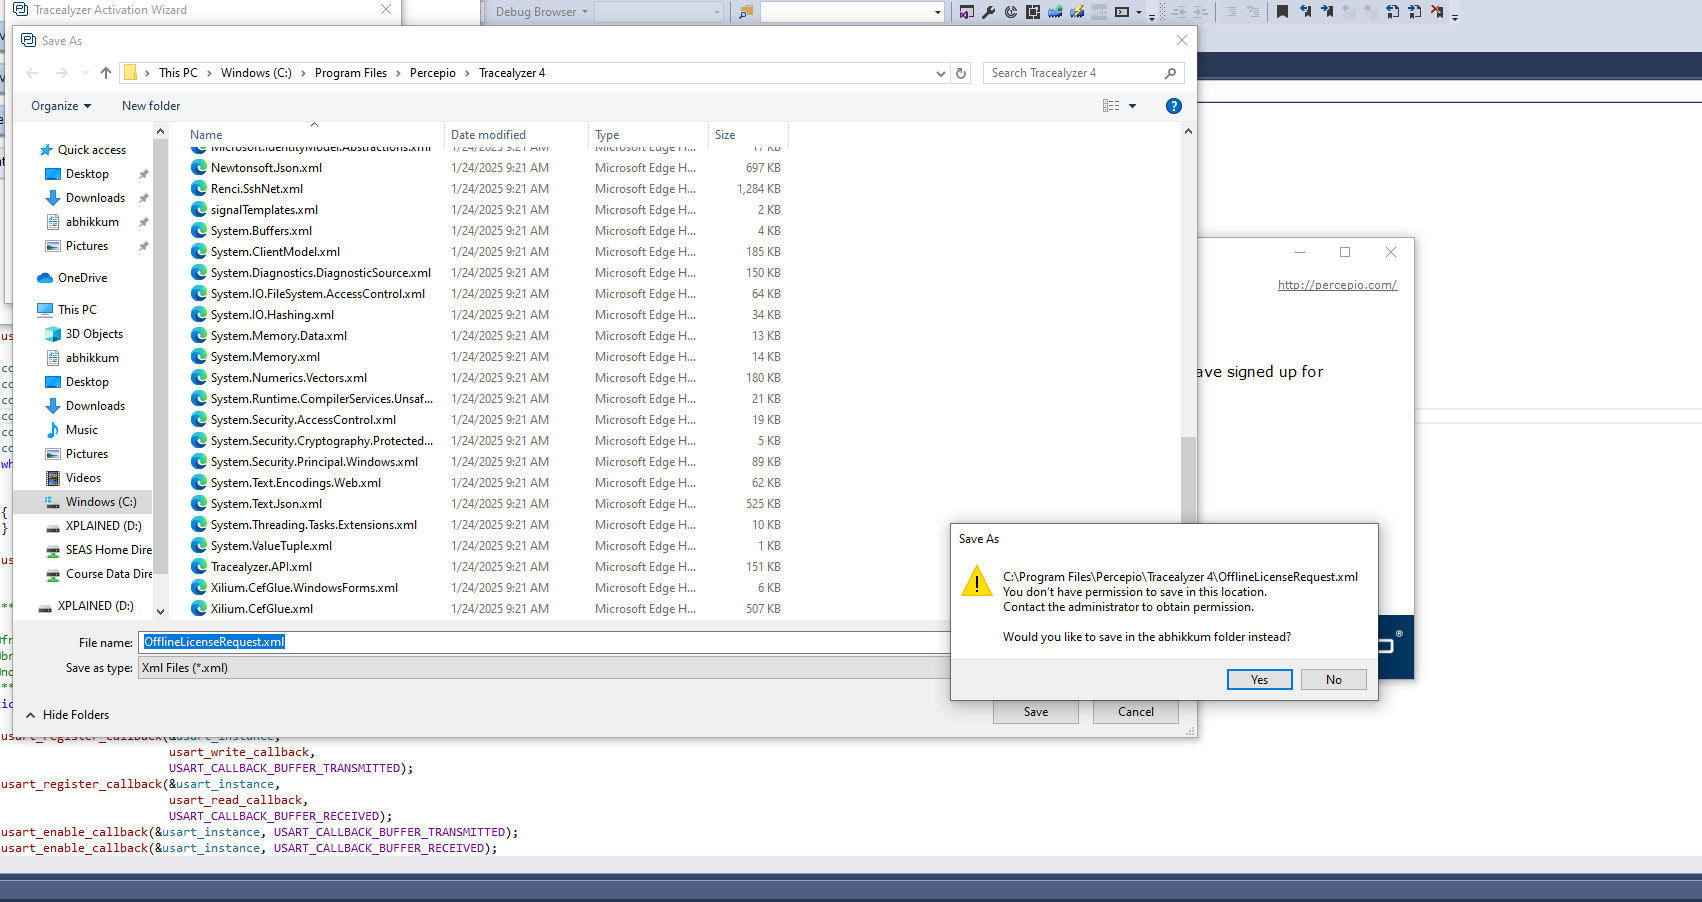 Tracealyzer Activation Wizard
Debug Browser
Save As
This PC > Windows (C:) > Program Files > Percepio > Tracealyzer 4
Search Tracealyzer 4
Organize
New folder
Name Date modified Type Size
Microsoft.IdentityModel.Abstractions.xml 1/24/2025 9:21 AM Microsoft Edge H... 17 KB
Newtonsoft.Json.xml 1/24/2025 9:21 AM Microsoft Edge H... 697 KB
Renci.SshNet.xml 1/24/2025 9:21 AM Microsoft Edge H... 1,284 KB
signalTemplates.xml 1/24/2025 9:21 AM Microsoft Edge H... 2 KB
System.Buffers.xml 1/24/2025 9:21 AM Microsoft Edge H... 4 KB
System.ClientModel.xml 1/24/2025 9:21 AM Microsoft Edge H... 185 KB
System.Diagnostics.DiagnosticSource.xml 1/24/2025 9:21 AM Microsoft Edge H... 150 KB
System.IO.FileSystem.AccessControl.xml 1/24/2025 9:21 AM Microsoft Edge H... 64 KB
System.IO.Hashing.xml 1/24/2025 9:21 AM Microsoft Edge H... 34 KB
System.Memory.Data.xml 1/24/2025 9:21 AM Microsoft Edge H... 13 KB
System.Memory.xml 1/24/2025 9:21 AM Microsoft Edge H... 14 KB
System.Numerics.Vectors.xml 1/24/2025 9:21 AM Microsoft Edge H... 180 KB
System.Runtime.CompilerServices.Unsaf... 1/24/2025 9:21 AM Microsoft Edge H... 21 KB
System.Security.AccessControl.xml 1/24/2025 9:21 AM Microsoft Edge H... 19 KB
System.Security.Cryptography.Protected... 1/24/2025 9:21 AM Microsoft Edge H... 5 KB
System.Security.Principal.Windows.xml 1/24/2025 9:21 AM Microsoft Edge H... 89 KB
System.Text.Encodings.Web.xml 1/24/2025 9:21 AM Microsoft Edge H... 62 KB
System.Text.Json.xml 1/24/2025 9:21 AM Microsoft Edge H... 525 KB
System.Threading.Tasks.Extensions.xml 1/24/2025 9:21 AM Microsoft Edge H... 10 KB
System.ValueTuple.xml 1/24/2025 9:21 AM Microsoft Edge H... 1 KB
Tracealyzer.API.xml 1/24/2025 9:21 AM Microsoft Edge H... 151 KB
Xilium.CefGlue.WindowsForms.xml 1/24/2025 9:21 AM Microsoft Edge H... 6 KB
Xilium.CefGlue.xml 1/24/2025 9:21 AM Microsoft Edge H... 507 KB
Quick access
Desktop
Downloads
abhikkum
Pictures
OneDrive
This PC
3D Objects
abhikkum
Desktop
Downloads
Music
Pictures
Videos
Windows (C:)
XPLAINED (D:)
SEAS Home Dire
Course Data Dire
XPLAINED (D:)
File name: OfflineLicenseRequest.xml
Save as type: Xml Files (*.xml)
Hide Folders
Save
Cancel
http://percepio.com/
ave signed up for
Save As
C:\Program Files\Percepio\Tracealyzer 4\OfflineLicenseRequest.xml
You don't have permission to save in this location.
Contact the administrator to obtain permission.
Would you like to save in the abhikkum folder instead?
Yes
No
usart_register_callback(&usart_instance,
usart_write_callback,
USART_CALLBACK_BUFFER_TRANSMITTED);
usart_register_callback(&usart_instance,
usart_read_callback,
USART_CALLBACK_BUFFER_RECEIVED);
usart_enable_callback(&usart_instance, USART_CALLBACK_BUFFER_TRANSMITTED);
usart_enable_callback(&usart_instance, USART_CALLBACK_BUFFER_RECEIVED);